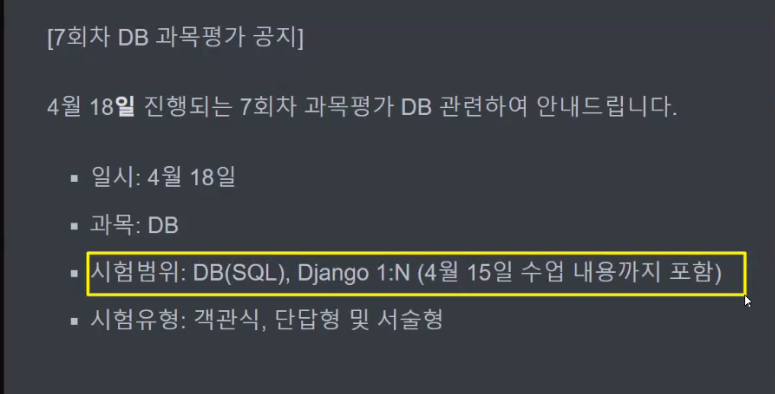 [7회차 DB 과목평가 공지]
4월 18일 진행되는 7회차 과목평가 DB 관련하여 안내드립니다.
▪ 일시: 4월 18일
▪ 과목: DB
▪ 시험범위: DB(SQL), Django 1:N (4월 15일 수업 내용까지 포함)
▪ 시험유형: 객관식, 단답형 및 서술형